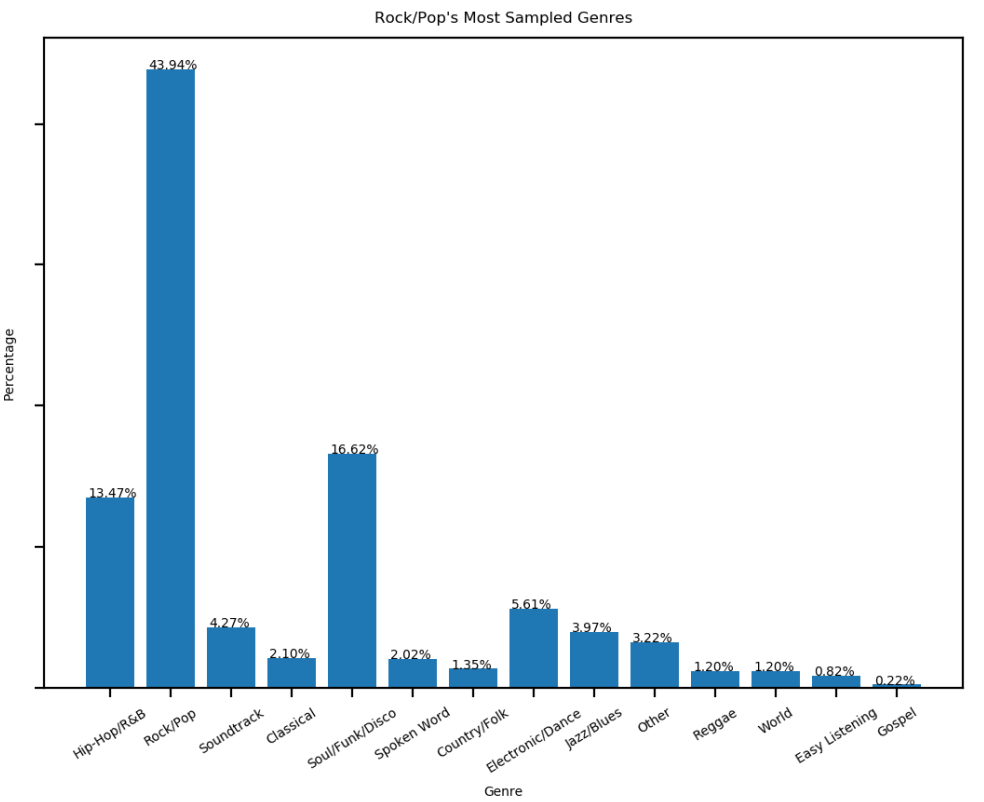 Rock/Pop's Most Sampled Genres
Percentage
13.47%
43.94%
4.27%
2.10%
16.62%
2.02%
1.35%
5.61%
3.97%
3.22%
1.20%
1.20%
0.82%
0.22%
Hip-Hop/R&B
Rock/Pop
Soundtrack
Classical
Soul/Funk/Disco
Spoken Word
Country/Folk
Electronic/Dance
Jazz/Blues
Other
Reggae
World
Easy Listening
Gospel
Genre